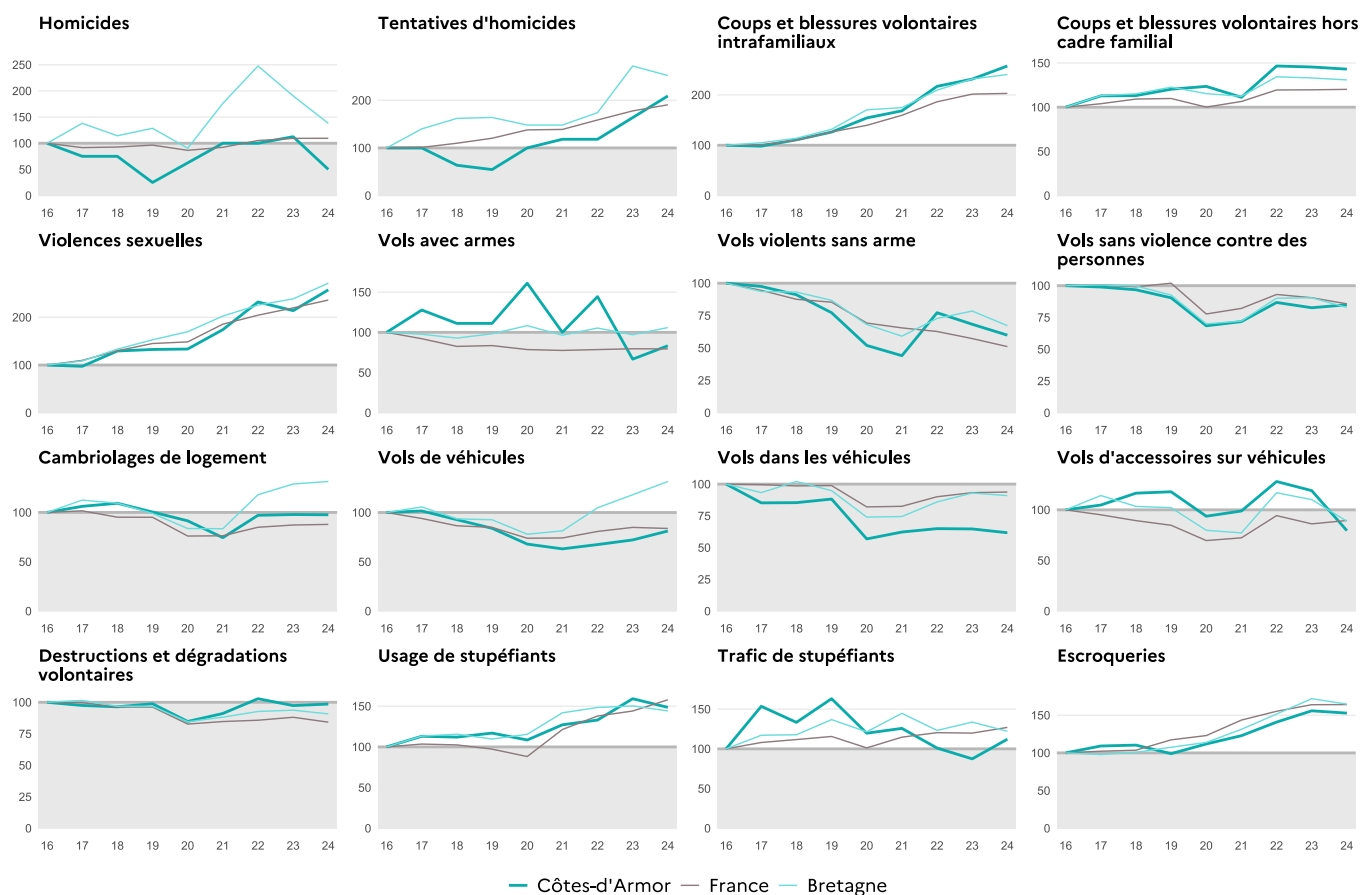 Homicides
250
200
150
100
50
0
16 17 18 19 20 21 22 23 24
Tentatives d'homicides
200
100
0
16 17 18 19 20 21 22 23 24
Coups et blessures volontaires
intrafamiliaux
200
100
0
16 17 18 19 20 21 22 23 24
Coups et blessures volontaires hors
cadre familial
150
100
50
0
16 17 18 19 20 21 22 23 24
Violences sexuelles
200
100
0
16 17 18 19 20 21 22 23 24
Vols avec armes
150
100
50
0
16 17 18 19 20 21 22 23 24
Vols violents sans arme
100
75
50
25
0
16 17 18 19 20 21 22 23 24
Vols sans violence contre des
personnes
100
75
50
25
0
16 17 18 19 20 21 22 23 24
Cambriolages de logement
100
50
0
16 17 18 19 20 21 22 23 24
Vols de véhicules
100
50
0
16 17 18 19 20 21 22 23 24
Vols dans les véhicules
100
75
50
25
0
16 17 18 19 20 21 22 23 24
Vols d'accessoires sur véhicules
100
50
0
16 17 18 19 20 21 22 23 24
Destructions et dégradations
volontaires
100
75
50
25
0
16 17 18 19 20 21 22 23 24
Usage de stupéfiants
150
100
50
0
16 17 18 19 20 21 22 23 24
Trafic de stupéfiants
150
100
50
0
16 17 18 19 20 21 22 23 24
Escroqueries
150
100
50
0
16 17 18 19 20 21 22 23 24
Côtes-d'Armor France Bretagne